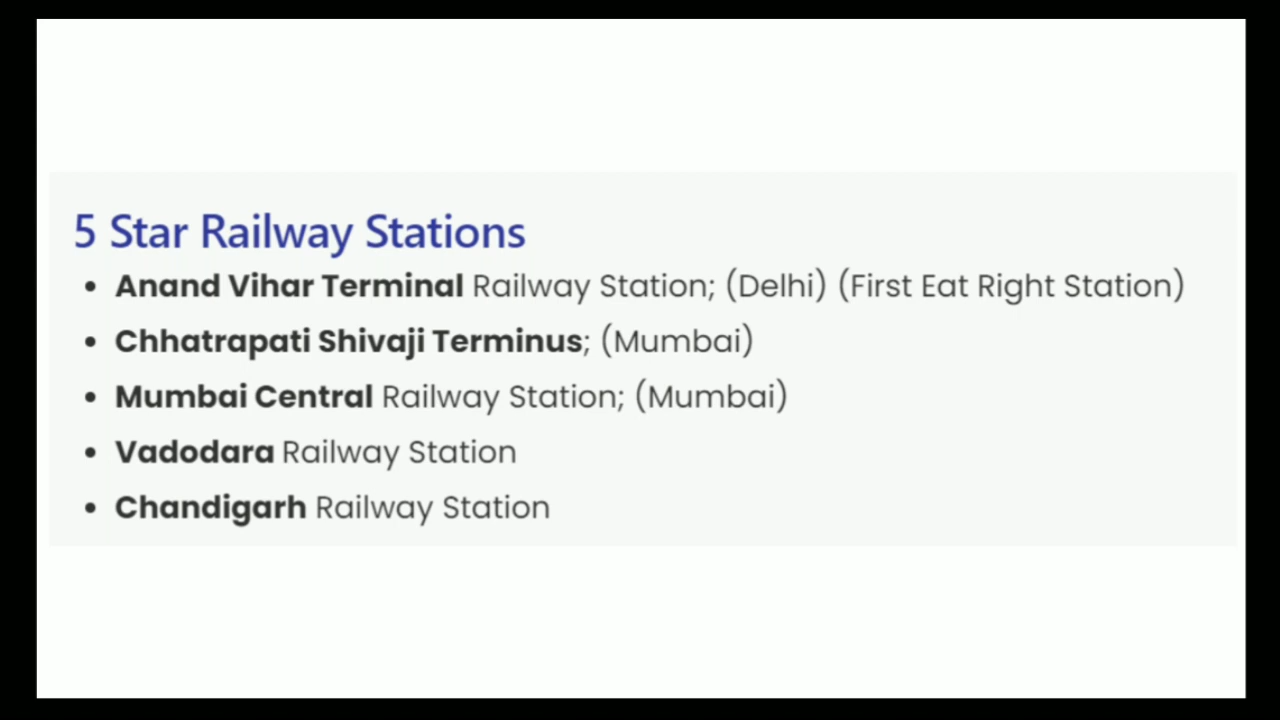 5 Star Railway Stations
• Anand Vihar Terminal Railway Station; (Delhi) (First Eat Right Station)
• Chhatrapati Shivaji Terminus; (Mumbai)
• Mumbai Central Railway Station; (Mumbai)
• Vadodara Railway Station
• Chandigarh Railway Station